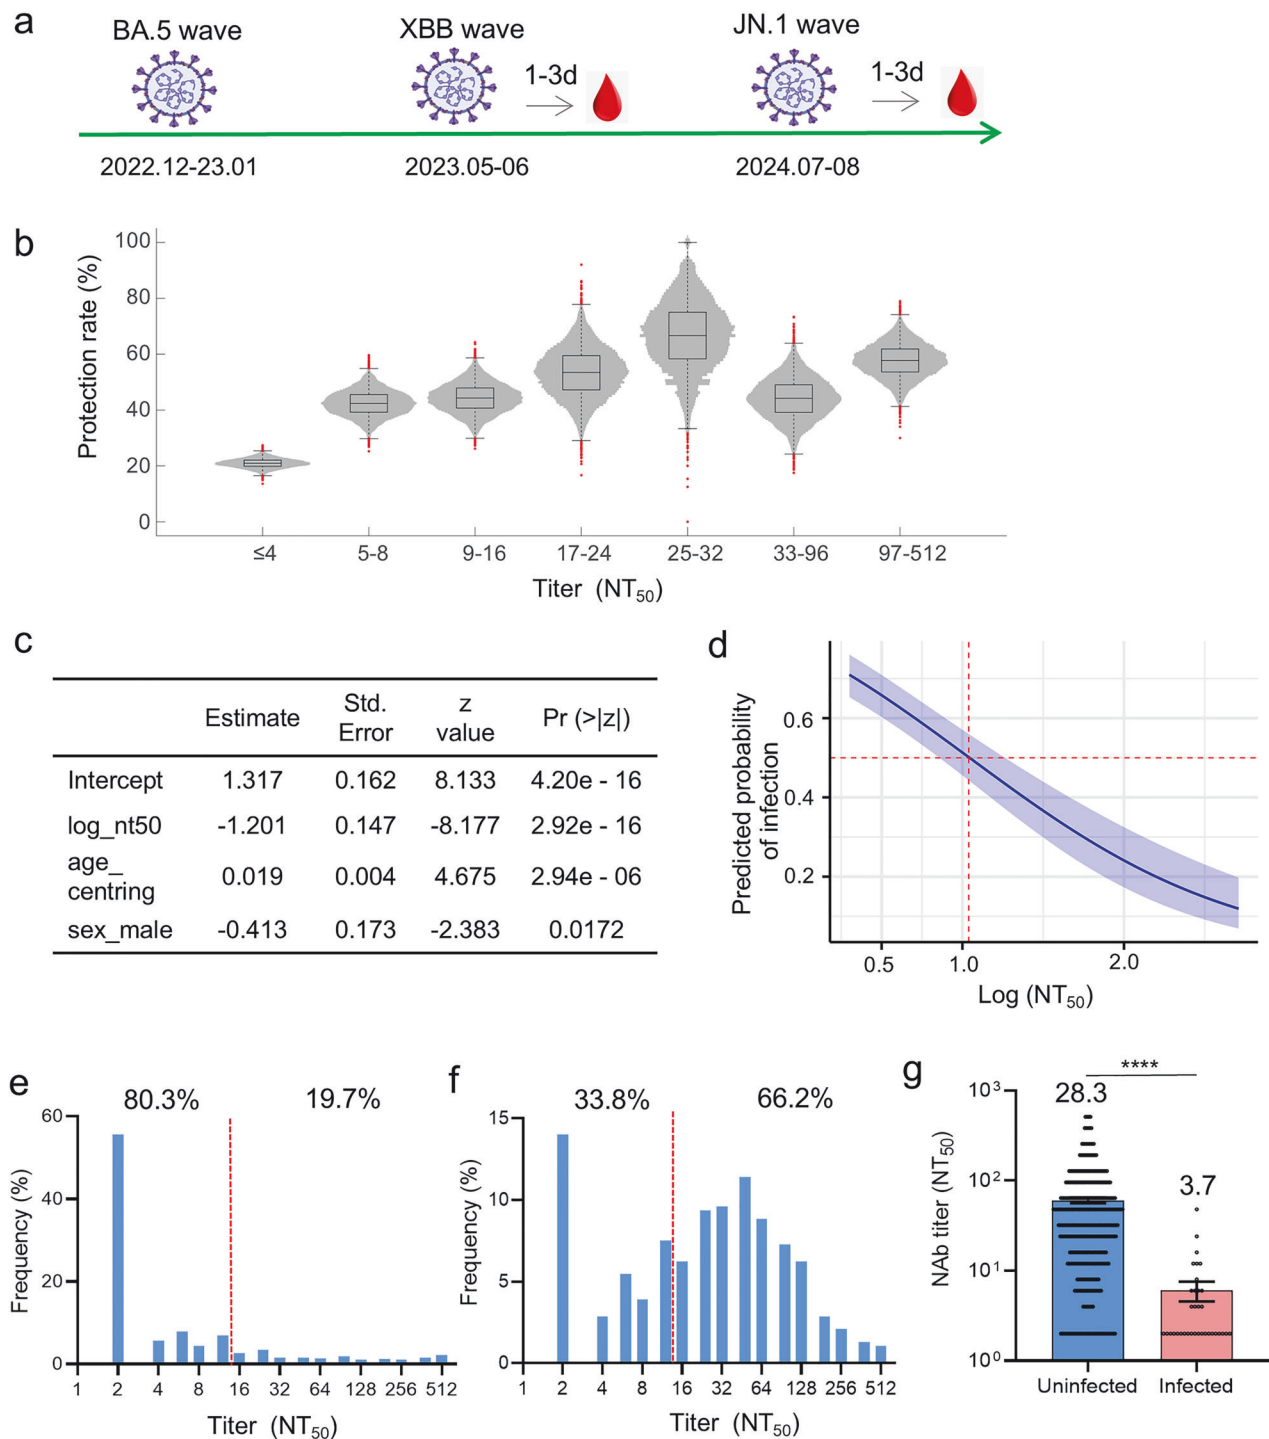 a
BA.5 wave
XBB wave
JN.1 wave
1-3d
1-3d
2022.12-23.01
2023.05-06
2024.07-08
b
Protection rate (%)
100
80
60
40
20
0
≤4
5-8
9-16
17-24
25-32
33-96
97-512
Titer (NT50)
c
Estimate
Std. Error
z value
Pr (>|z|)
Intercept 1.317 0.162 8.133 4.20e - 16
log_nt50 -1.201 0.147 -8.177 2.92e - 16
age_
centring 0.019 0.004 4.675 2.94e - 06
sex_male -0.413 0.173 -2.383 0.0172
d
Predicted probability
of infection
0.6
0.4
0.2
0.5
1.0
2.0
Log (NT50)
e
80.3%
19.7%
Frequency (%)
60
40
20
0
1 2 4 8 16 32 64 128 256 512
Titer (NT50)
f
33.8%
66.2%
Frequency (%)
15
10
5
0
1 2 4 8 16 32 64 128 256 512
Titer (NT50)
g
****
28.3
3.7
NAb titer (NT50)
10³
10²
10¹
10⁰
Uninfected
Infected